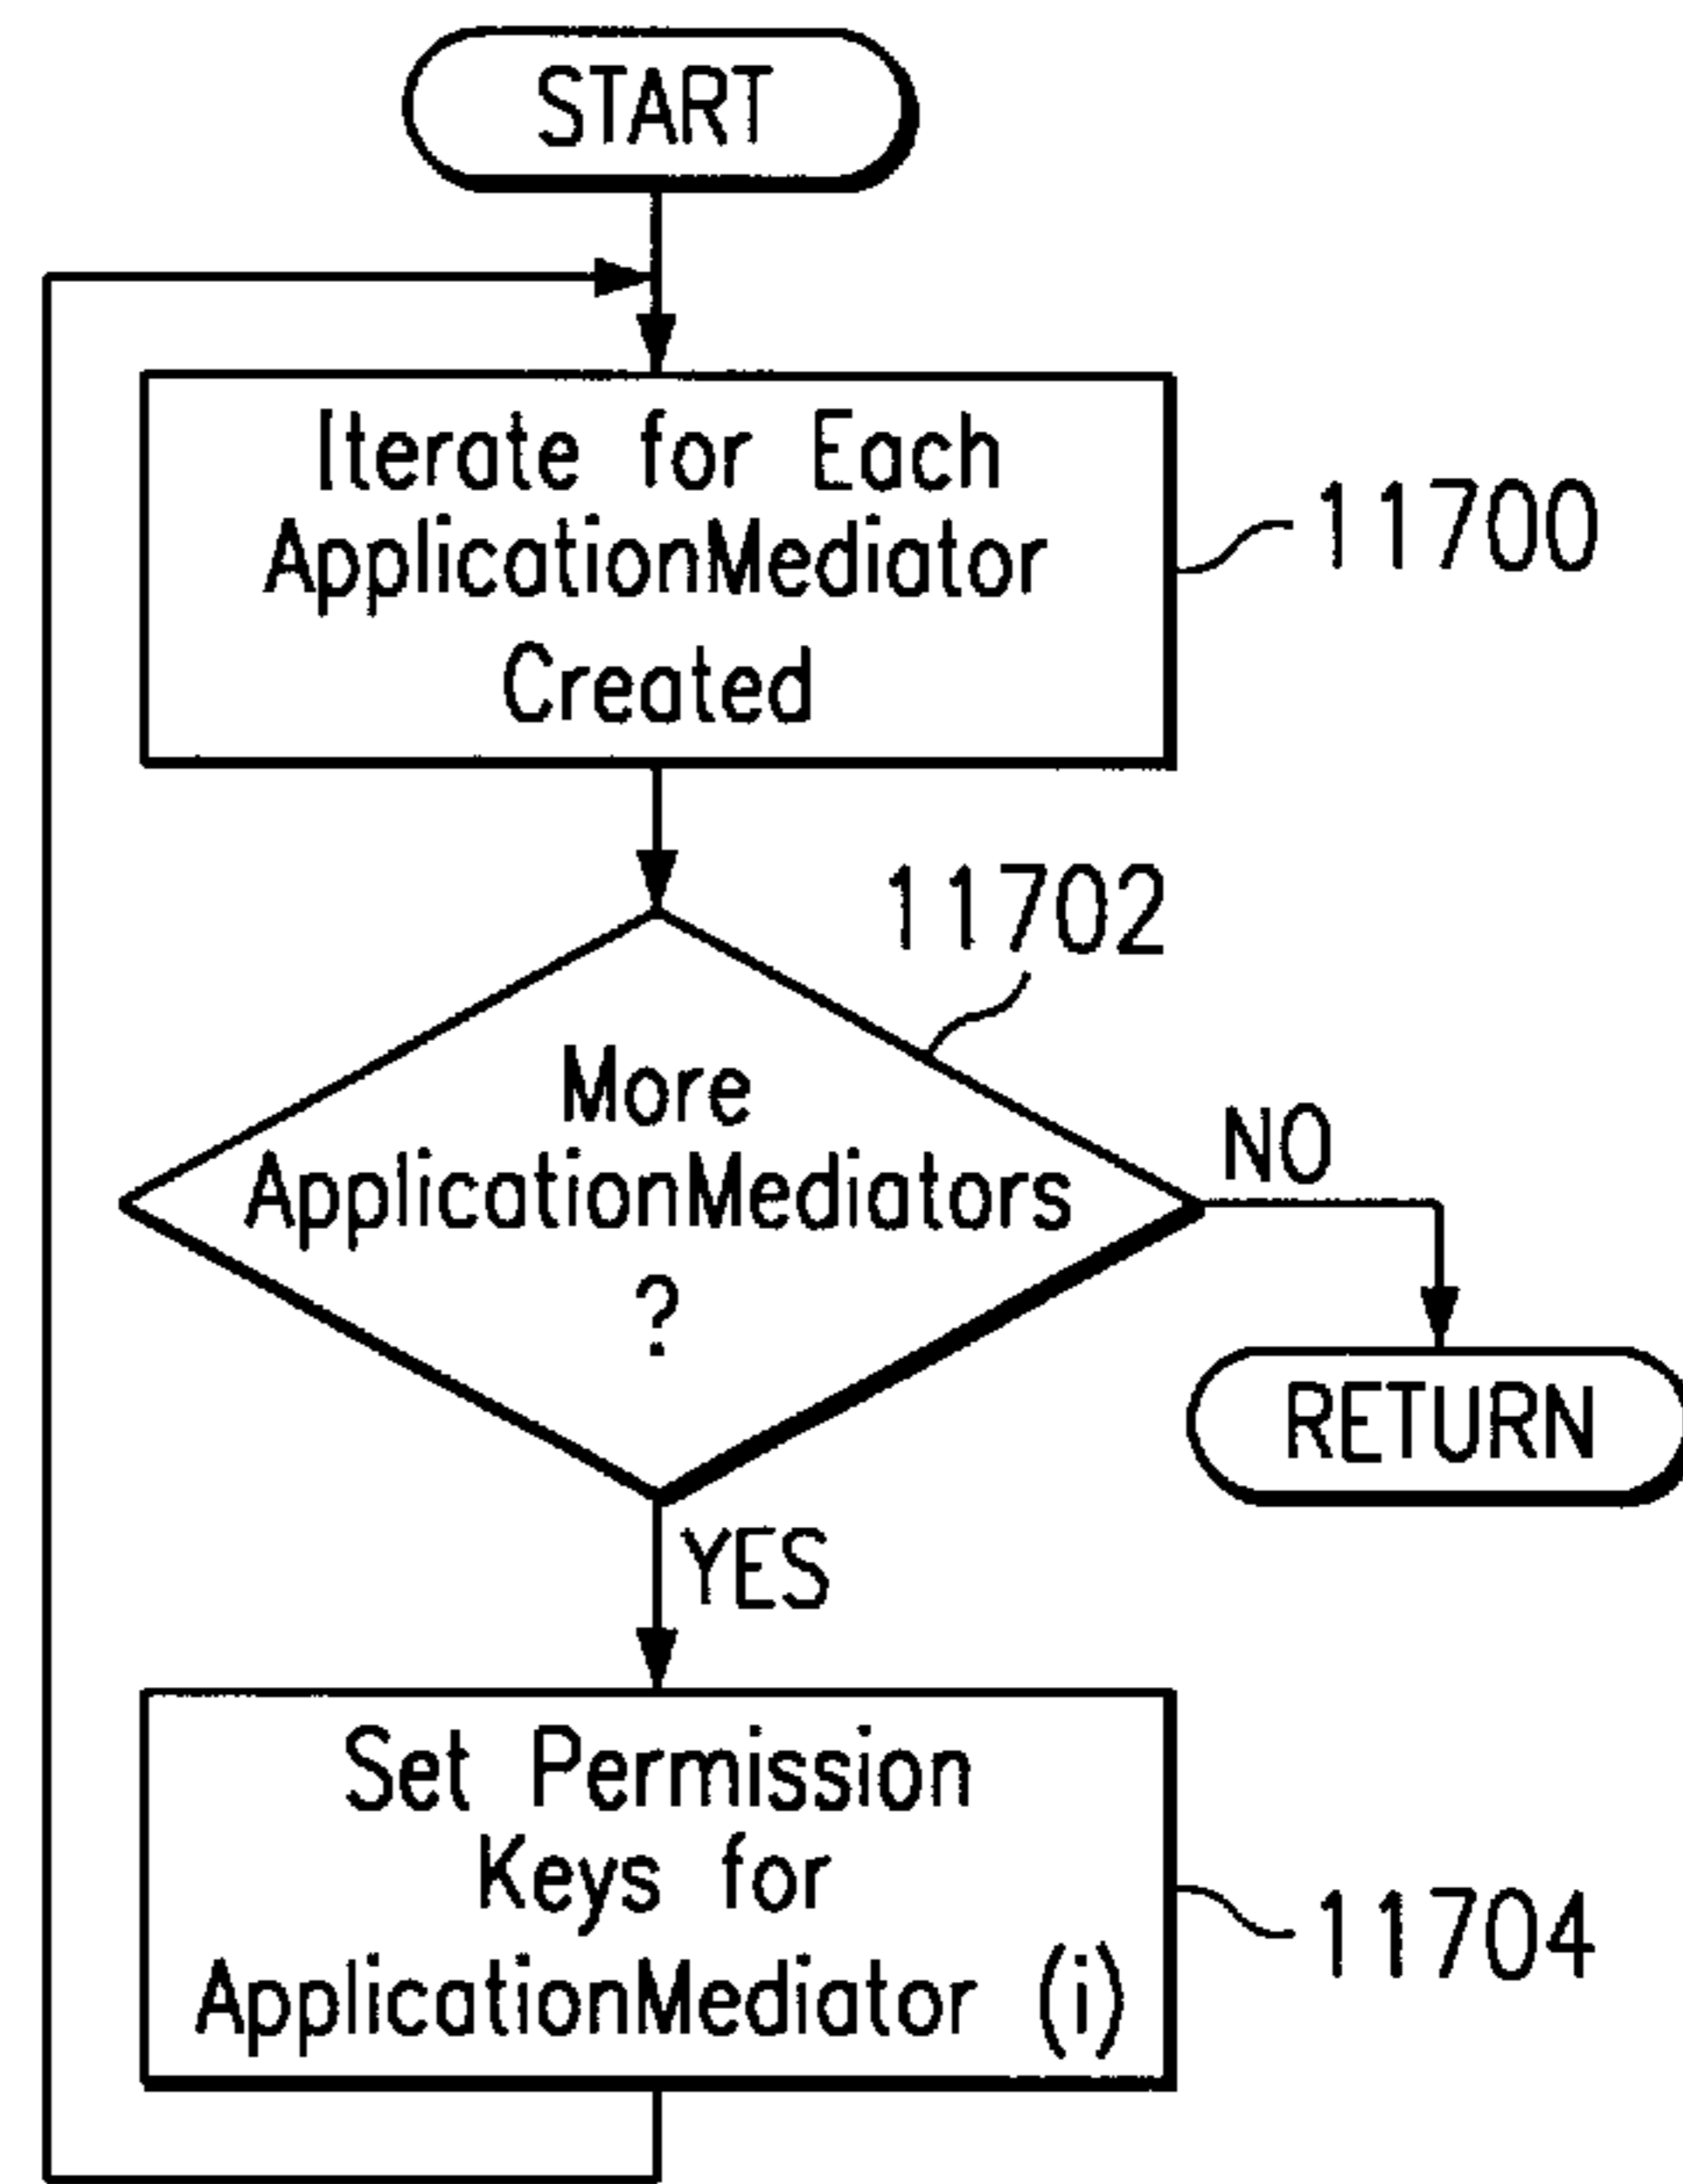 START
Iterate for Each
ApplicationMediator
Created
11700
11702
More
ApplicationMediators
?
NO
RETURN
YES
Set Permission
Keys for
ApplicationMediator (i)
11704